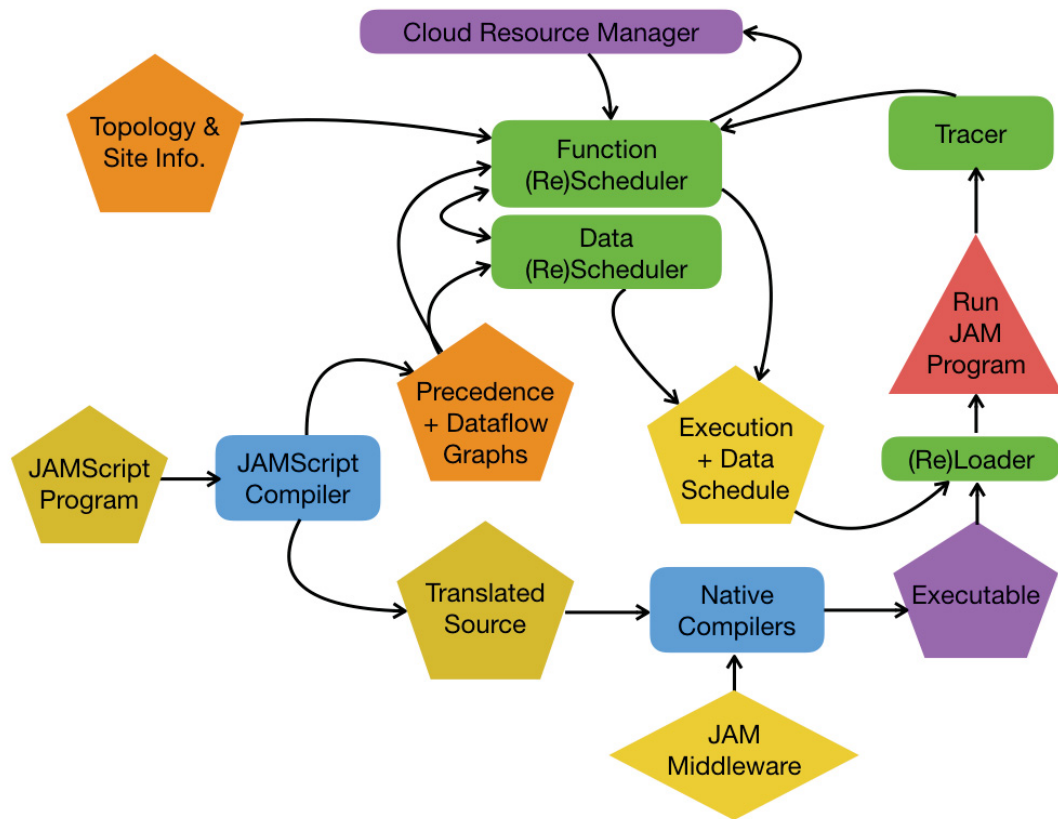 Cloud Resource Manager
Topology &
Site Info.
Function
(Re)Scheduler
Tracer
Data
(Re)Scheduler
Run
JAM
Program
Precedence
+ Dataflow
Graphs
Execution
+ Data
Schedule
(Re)Loader
JAMScript
Program
JAMScript
Compiler
Translated
Source
Native
Compilers
Executable
JAM
Middleware